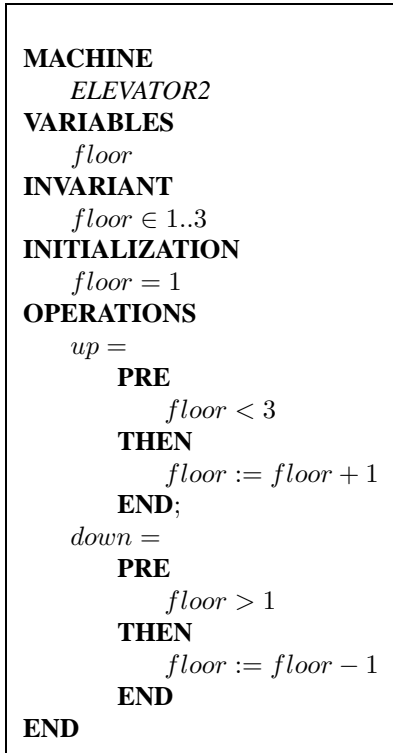 MACHINE
ELEVATOR2
VARIABLES
floor
INVARIANT
floor ∈ 1..3
INITIALIZATION
floor = 1
OPERATIONS
up =
PRE
floor < 3
THEN
floor := floor + 1
END;
down =
PRE
floor > 1
THEN
floor := floor − 1
END
END